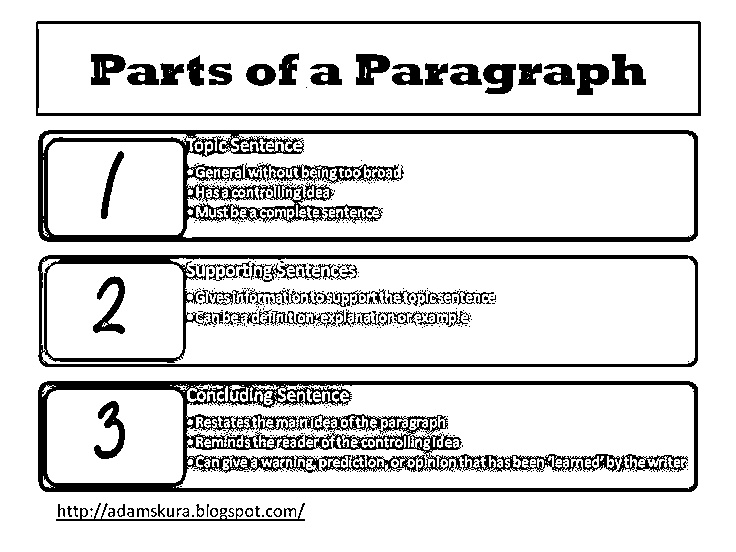 Parts of a Paragraph
1
Topic Sentence
• General without being too broad
• Has a controlling idea
• Must be a complete sentence
2
Supporting Sentences
• Gives information to support the topic sentence
• Can be a definition, explanation or example
3
Concluding Sentence
• Restates the main idea of the paragraph
• Reminds the reader of the controlling idea
• Can give a warning, prediction, or opinion that has been 'learned' by the writer
http://adamskura.blogspot.com/